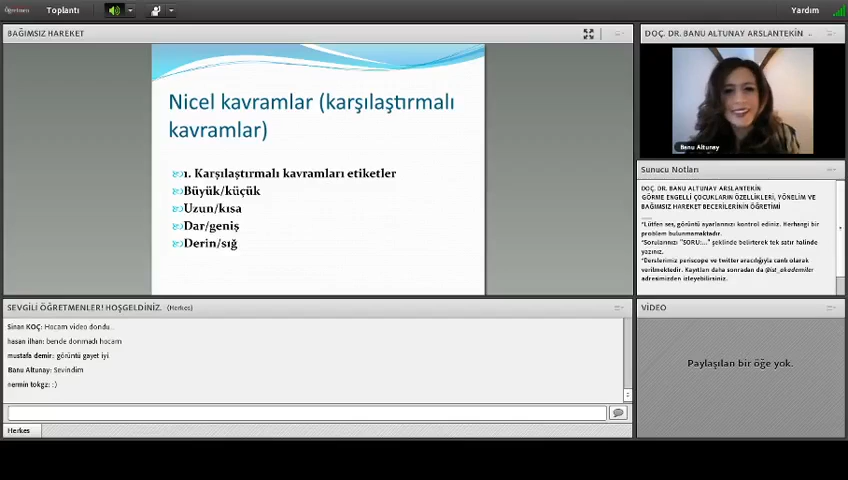 Öğretmen
Toplantı
Yardım
BAĞIMSIZ HAREKET
Nicel kavramlar (karşılaştırmalı
kavramlar)
1. Karşılaştırmalı kavramları etiketler
Büyük/küçük
Uzun/kısa
Dar/geniş
Derin/sığ
DOÇ. DR. BANU ALTUNAY ARSLANTEKİN ..
Banu Altunay
Sunucu Notları
DOÇ. DR. BANU ALTUNAY ARSLANTEKİN
GÖRME ENGELLİ ÇOCUKLARIN ÖZELLİKLERİ, YÖNELİM VE
BAĞIMSIZ HAREKET BECERİLERİNİN ÖĞRETİMİ
*Lütfen ses, görüntü ayarlarınızı kontrol ediniz. Herhangi bir
problem bulunmamaktadır.
*Sorularınızı "SORU:..." şeklinde belirterek tek satır halinde
yazınız.
*Derslerimiz periscope ve twitter aracılığıyla canlı olarak
verilmektedir. Kayıtları daha sonradan da @ist_akademiler
adresimizden izleyebilirsiniz.
SEVGİLİ ÖĞRETMENLER! HOŞGELDİNİZ. (Herkes)
Sinan KOÇ: Hocam video dondu..
hasan ilhan: bende donmadı hocam
mustafa demir: görüntü gayet iyi.
Banu Altunay: Sevindim
nermin tokgz: :)
Herkes
VİDEO
Paylaşılan bir öğe yok.